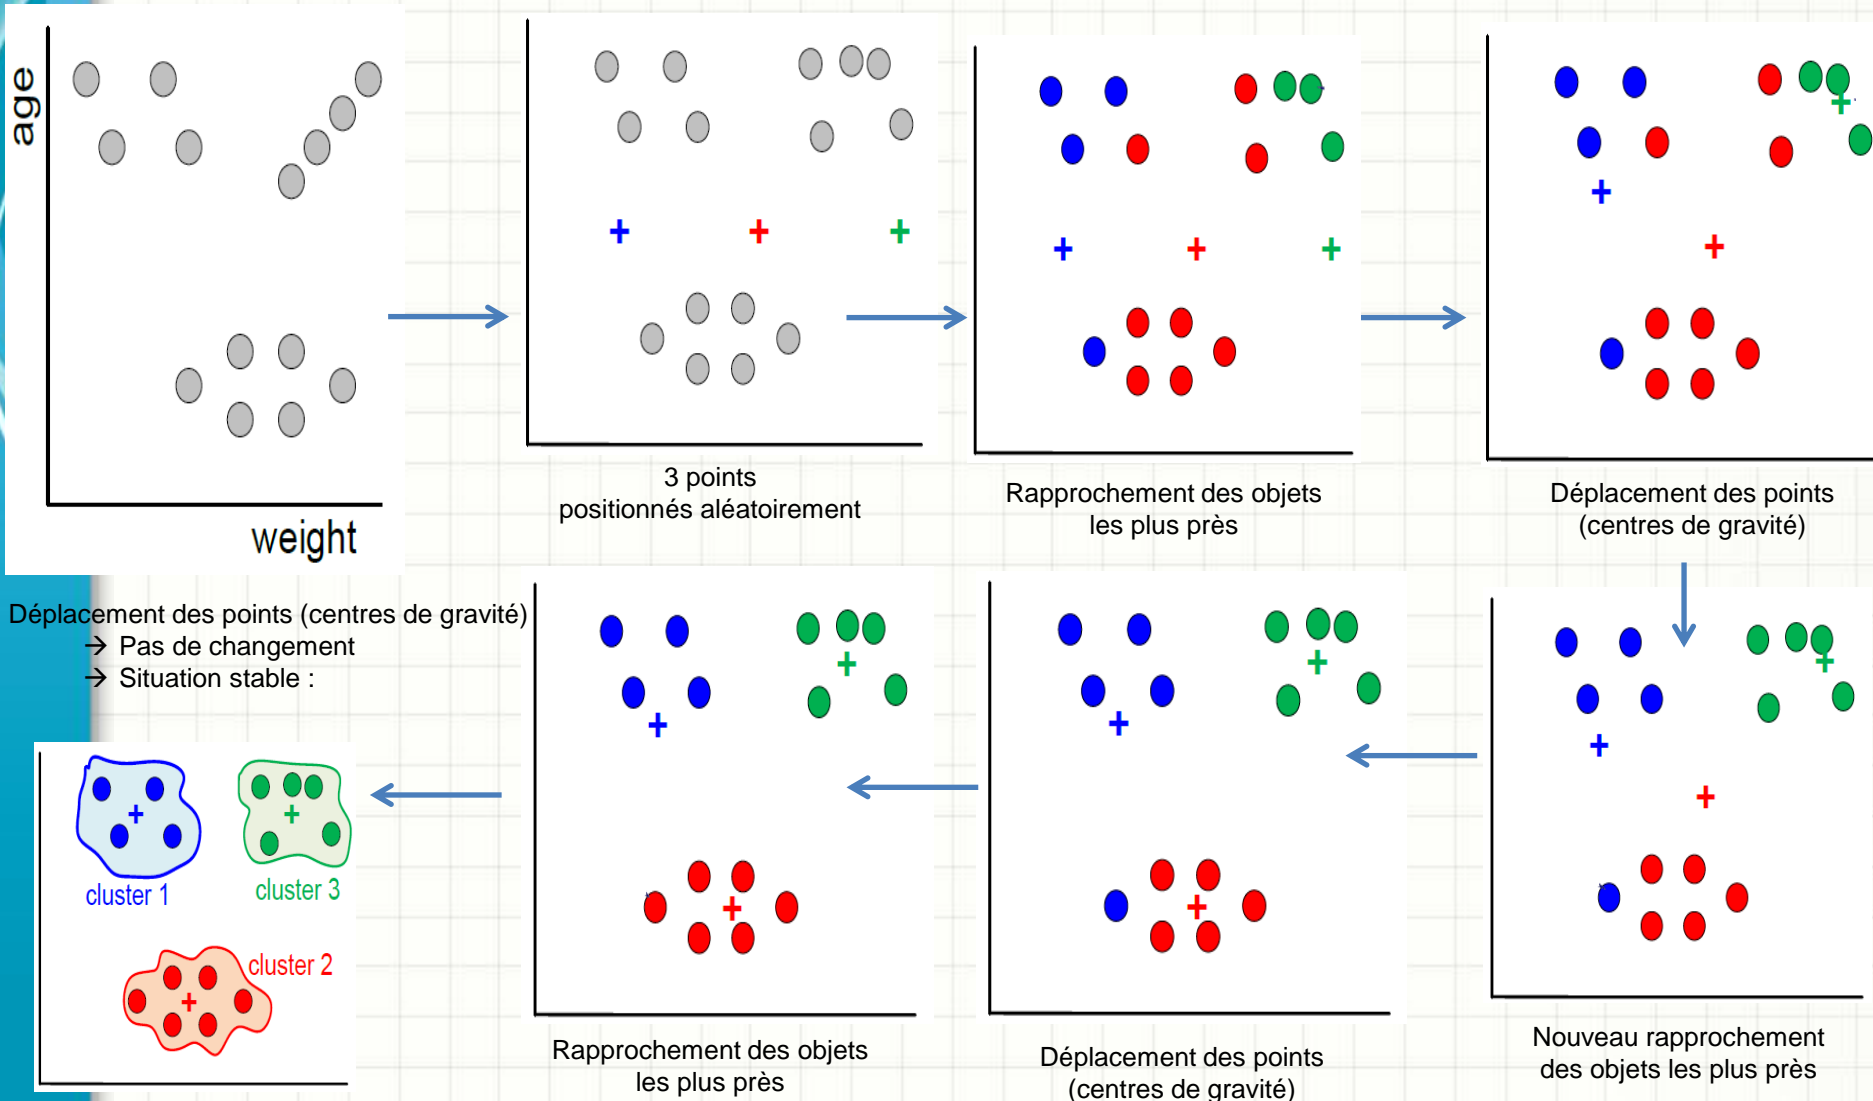 age
weight
3 points
positionnés aléatoirement
Rapprochement des objets
les plus près
Déplacement des points
(centres de gravité)
Nouveau rapprochement
des objets les plus près
Déplacement des points
(centres de gravité)
Rapprochement des objets
les plus près
Déplacement des points (centres de gravité)
→ Pas de changement
→ Situation stable :
cluster 1
cluster 3
cluster 2